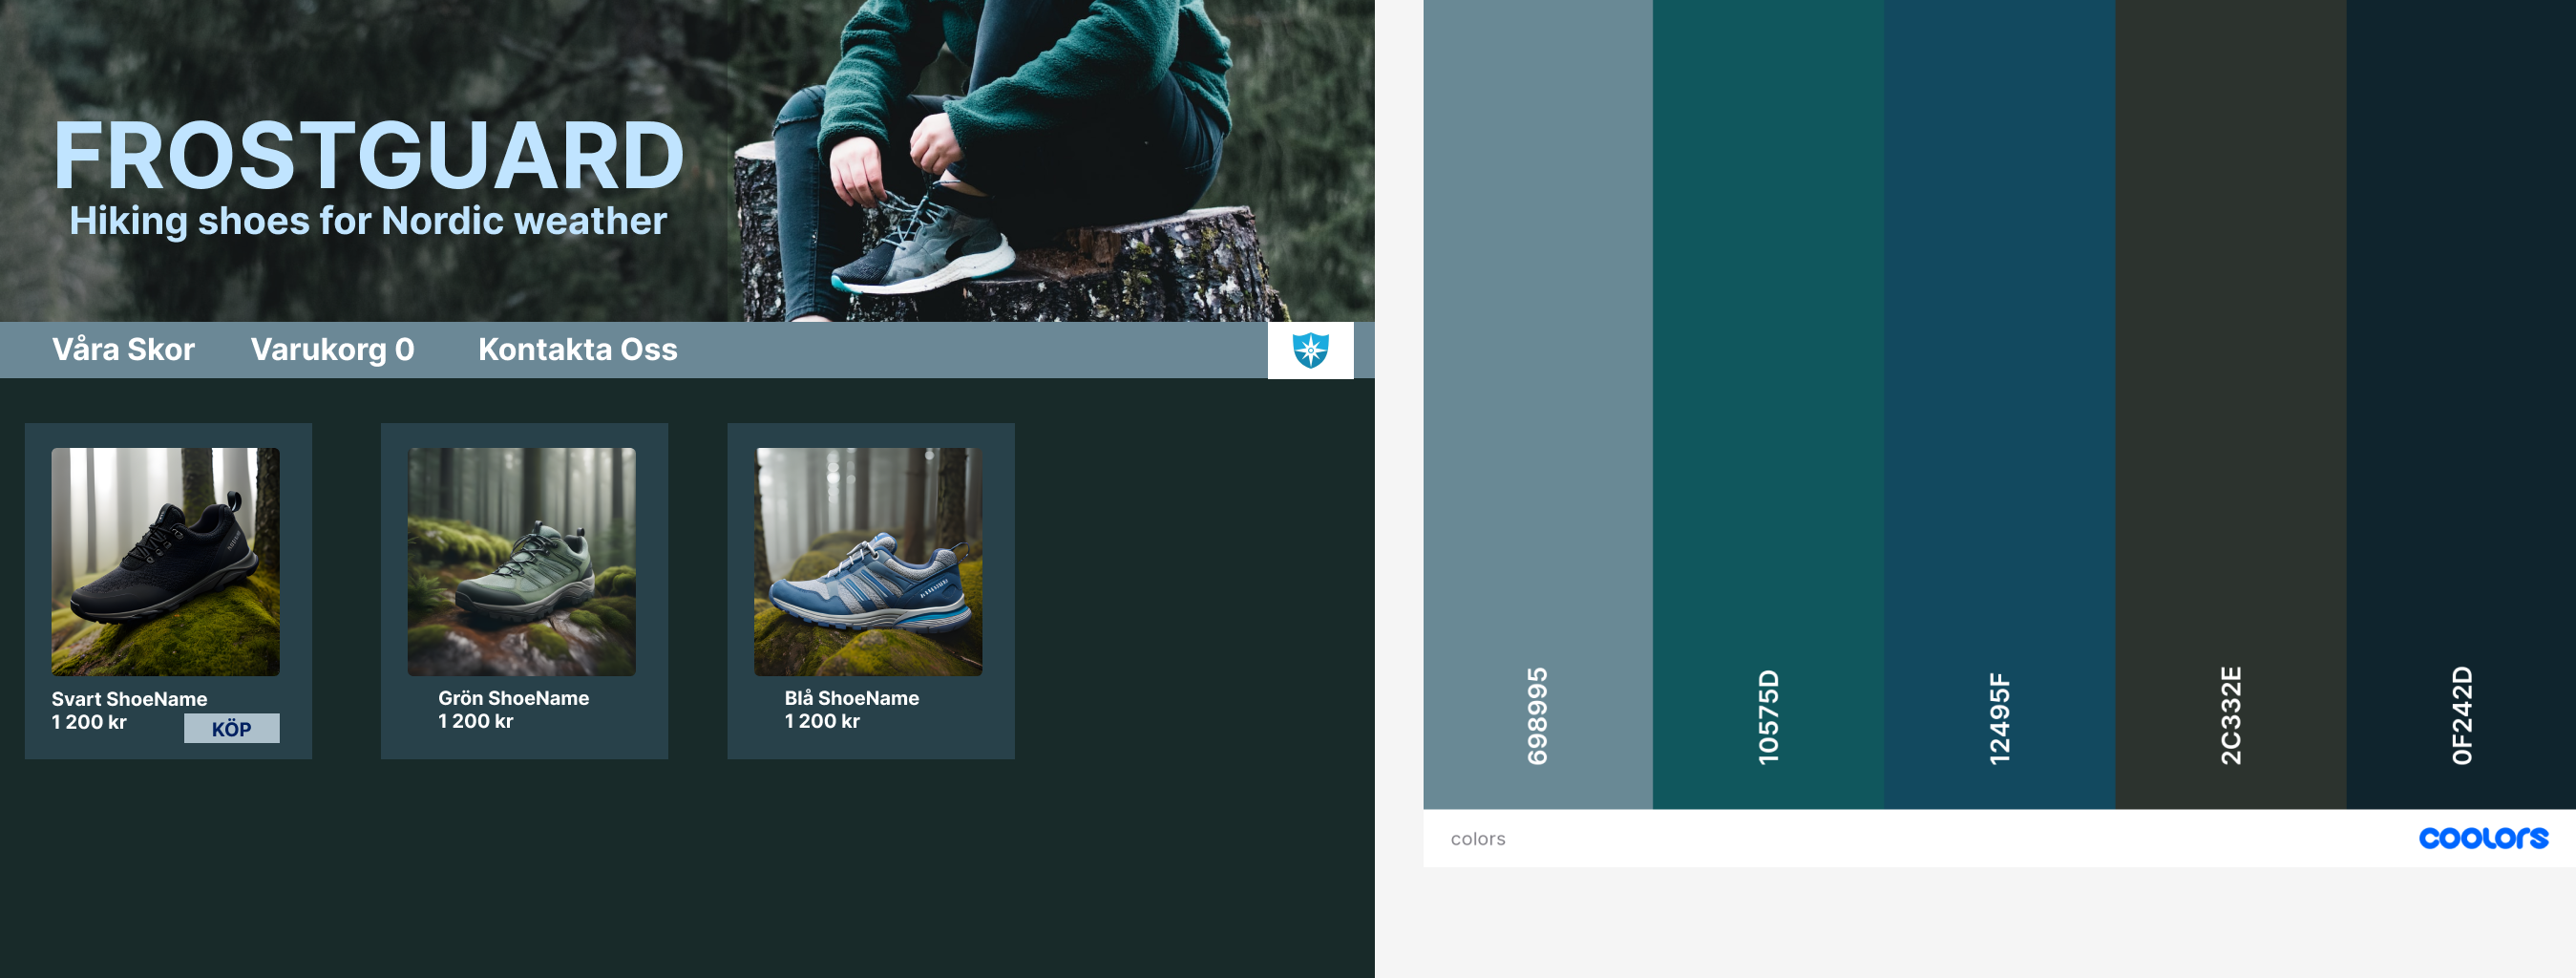 FROSTGUARD
Hiking shoes for Nordic weather
Våra Skor
Varukorg 0
Kontakta Oss
Svart ShoeName
1 200 kr
KÖP
Grön ShoeName
1 200 kr
Blå ShoeName
1 200 kr
698995
10575D
12495F
2C332E
0F242D
colors
coolors